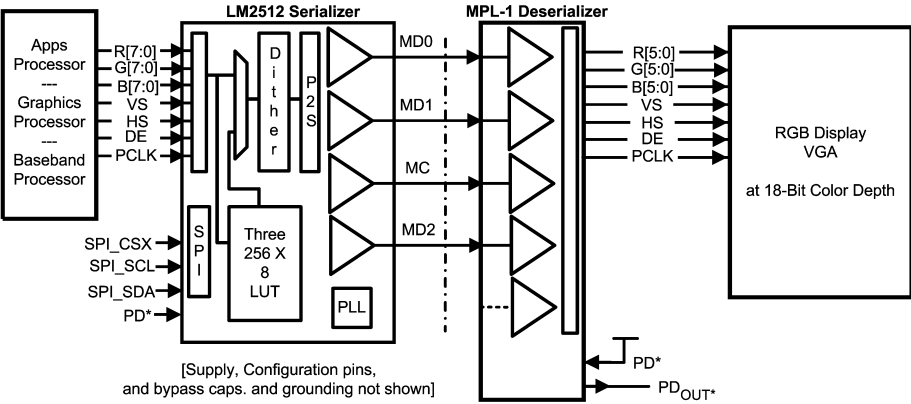 LM2512 Serializer
MPL-1 Deserializer
Apps
Processor
---
Graphics
Processor
---
Baseband
Processor
R[7:0]
G[7:0]
B[7:0]
VS
HS
DE
PCLK
SPI_CSX
SPI_SCL
SPI_SDA
PD*
SPI
Three
256 X
8
LUT
Dither
P2S
PLL
MD0
MD1
MC
MD2
R[5:0]
G[5:0]
B[5:0]
VS
HS
DE
PCLK
RGB Display
VGA
at 18-Bit Color Depth
PD*
PDOUT*
[Supply, Configuration pins,
and bypass caps. and grounding not shown]